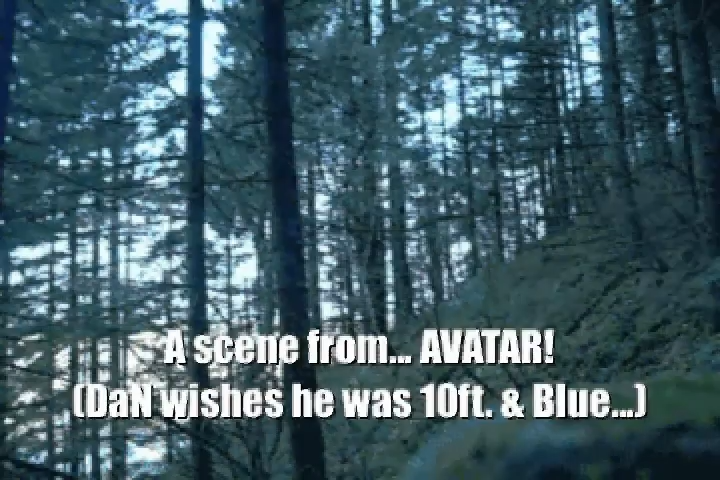 A scene from... AVATAR!
(DaN wishes he was 10ft. & Blue...)